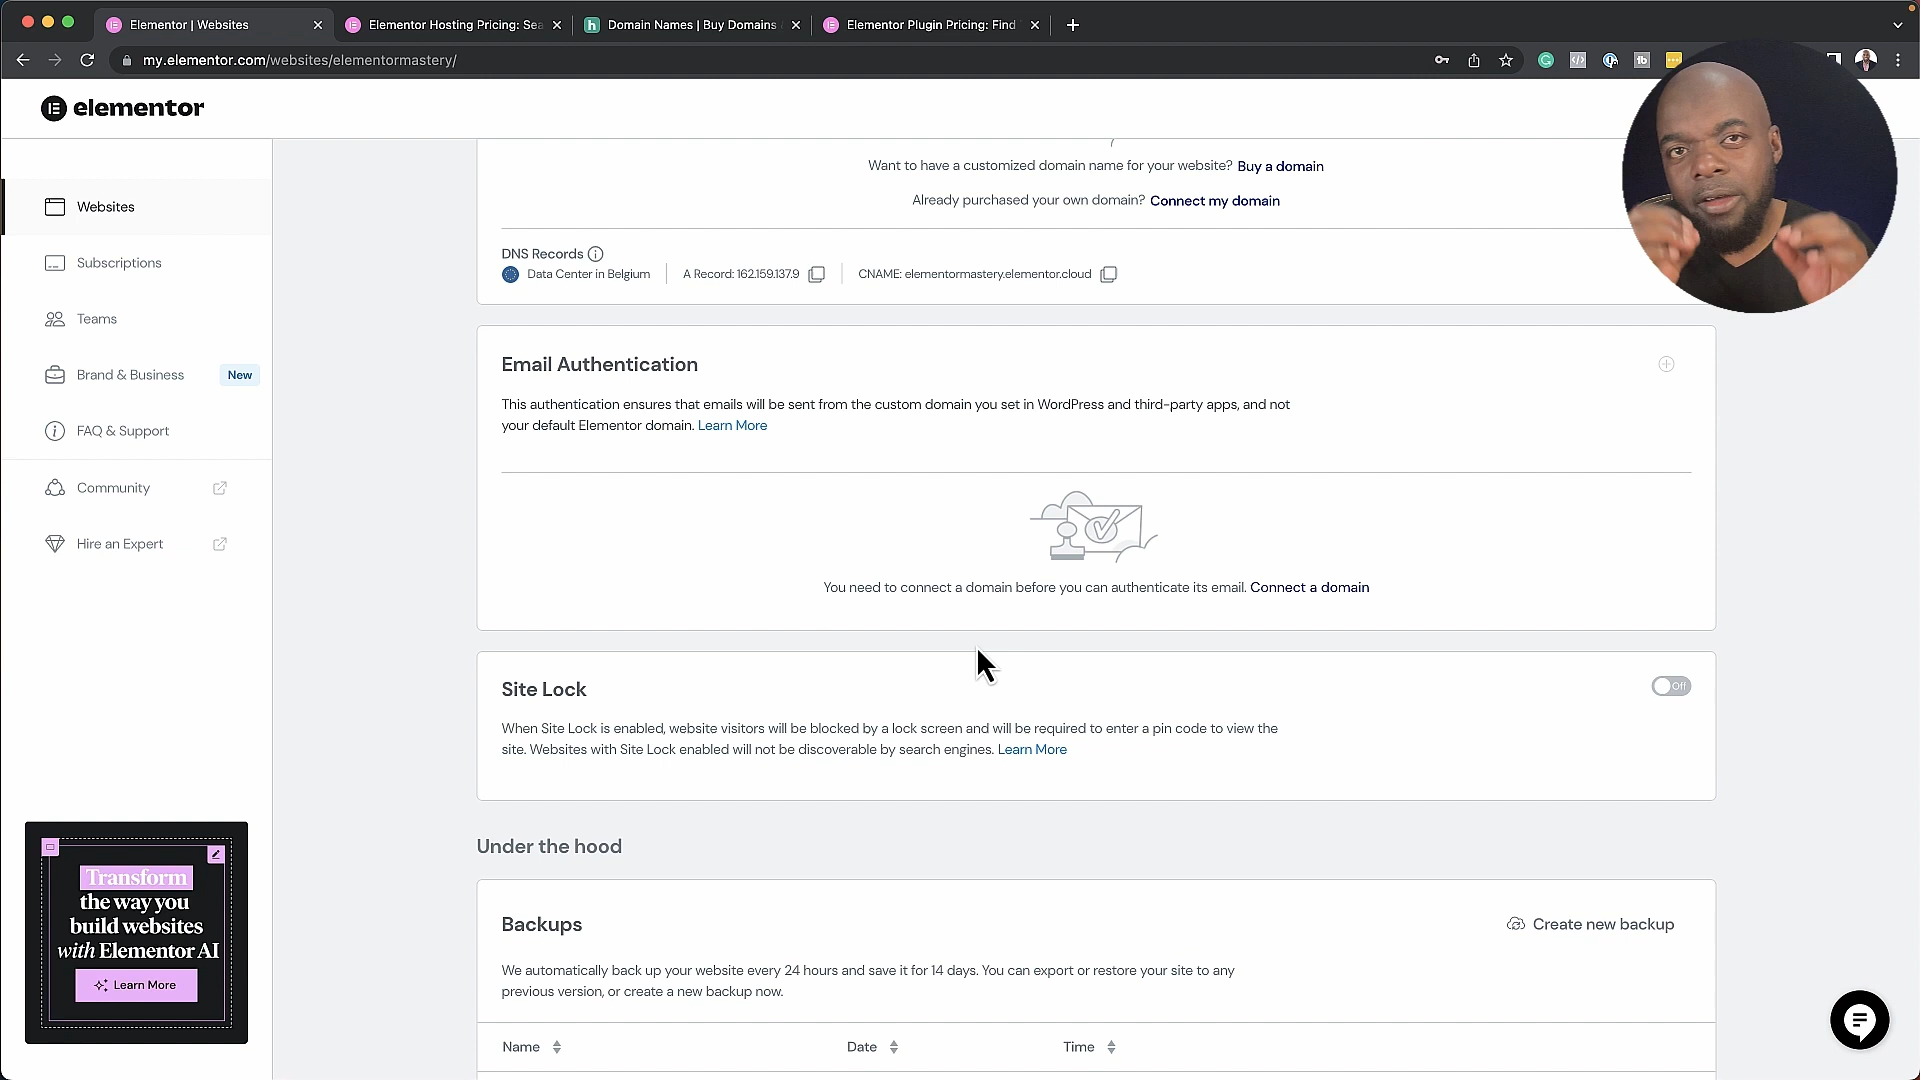 Elementor | Websites
Elementor Hosting Pricing: Sea
Domain Names | Buy Domains
Elementor Plugin Pricing: Find
my.elementor.com/websites/elementormastery/
elementor
Websites
Subscriptions
Teams
Brand & Business New
FAQ & Support
Community
Hire an Expert
Transform
the way you
build websites
with Elementor AI
Learn More
Want to have a customized domain name for your website? Buy a domain
Already purchased your own domain? Connect my domain
DNS Records
Data Center in Belgium
A Record: 162.159.137.9
CNAME: elementormastery.elementor.cloud
Email Authentication
This authentication ensures that emails will be sent from the custom domain you set in WordPress and third-party apps, and not
your default Elementor domain. Learn More
You need to connect a domain before you can authenticate its email. Connect a domain
Site Lock
Off
When Site Lock is enabled, website visitors will be blocked by a lock screen and will be required to enter a pin code to view the
site. Websites with Site Lock enabled will not be discoverable by search engines. Learn More
Under the hood
Backups
Create new backup
We automatically back up your website every 24 hours and save it for 14 days. You can export or restore your site to any
previous version, or create a new backup now.
Name Date Time